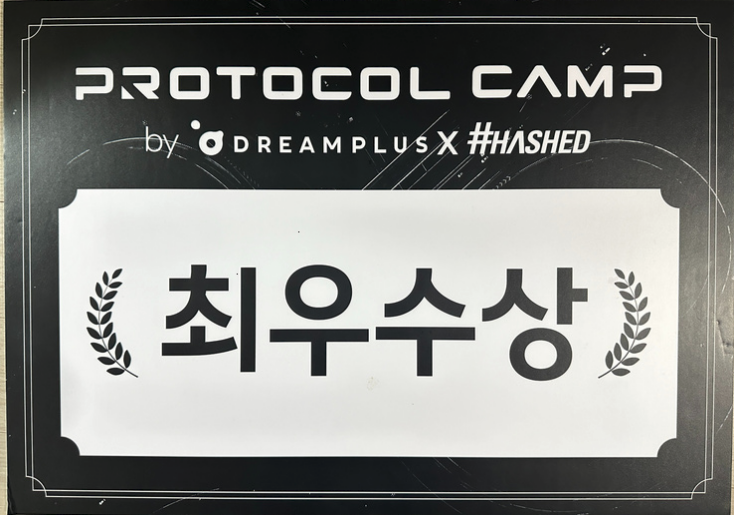 PROTOCOL CAMP
by DREAMPLUS X #HASHED
최우수상